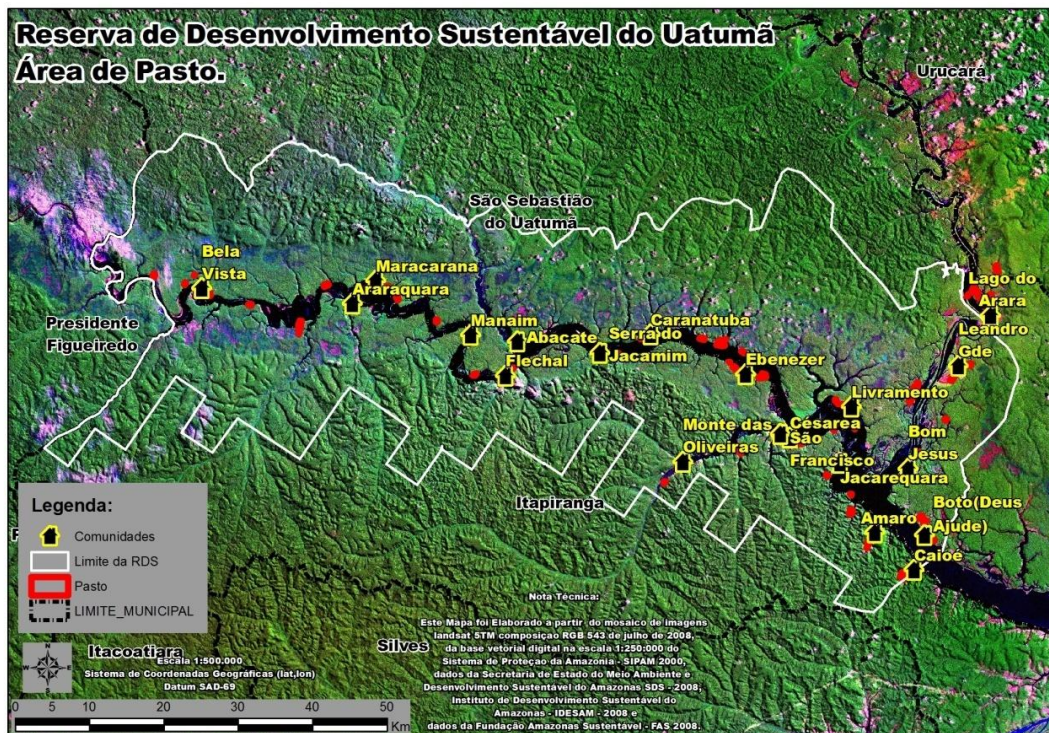 Reserva de Desenvolvimento Sustentável do Uatumã
Área de Pasto.
Urucará
São Sebastião
do Uatumã
Bela
Vista
Maracarana
Araraquara
Presidente
Figueiredo
Manaim
Abacate
Flechal
Serra do
Jacamim
Caranatuba
Ebenezer
Lago do
Arara
Leandro
Gde
Livramento
Monte das
Oliveiras
Cesarea
São
Francisco
Jacarequara
Bom
Jesus
Itapiranga
Amaro
Boto(Deus
Ajude)
Caioé
Legenda:
Comunidades
Limite da RDS
Pasto
LIMITE_MUNICIPAL
Itacoatiara
Silves
N
W
E
S
Escala 1:500.000
Sistema de Coordenadas Geográficas (lat,lon)
Datum SAD-69
0 5 10 20 30 40 50
Km
Nota Técnica:
Este Mapa foi Elaborado a partir do mosaico de imagens
landsat 5TM composição RGB 543 de julho de 2008,
da base vetorial digital na escala 1:250:000 do
Sistema de Proteção da Amazonia - SIPAM 2000,
dados da Secretaria de Estado do Meio Ambiente e
Desenvolvimento Sustentável do Amazonas SDS - 2008,
Instituto de Desenvolvimento Sustentável do
Amazonas - IDESAM - 2008 e
dados da Fundação Amazonas Sustentável - FAS 2008.